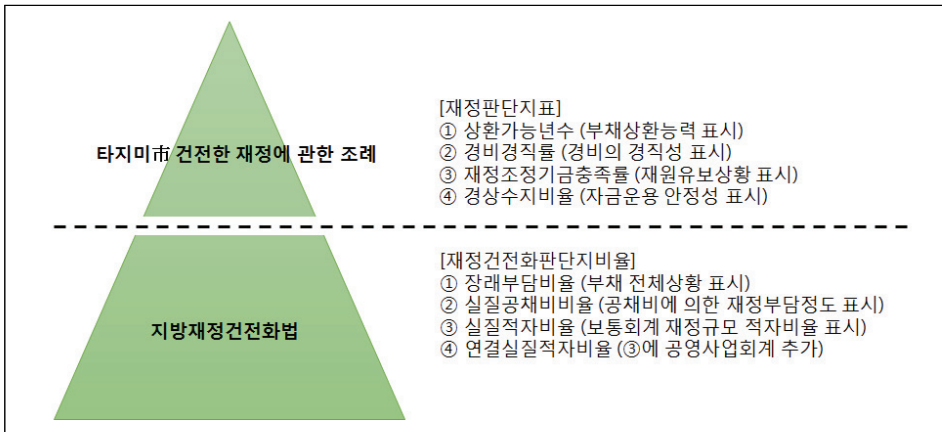 타지미市 건전한 재정에 관한 조례
[재정판단지표]
① 상환가능년수 (부채상환능력 표시)
② 경비경직률 (경비의 경직성 표시)
③ 재정조정기금충족률 (재원유보상황 표시)
④ 경상수지비율 (자금운용 안정성 표시)
지방재정건전화법
[재정건전화판단지비율]
① 장래부담비율 (부채 전체상황 표시)
② 실질공채비비율 (공채비에 의한 재정부담정도 표시)
③ 실질적자비율 (보통회계 재정규모 적자비율 표시)
④ 연결실질적자비율 (③에 공영사업회계 추가)